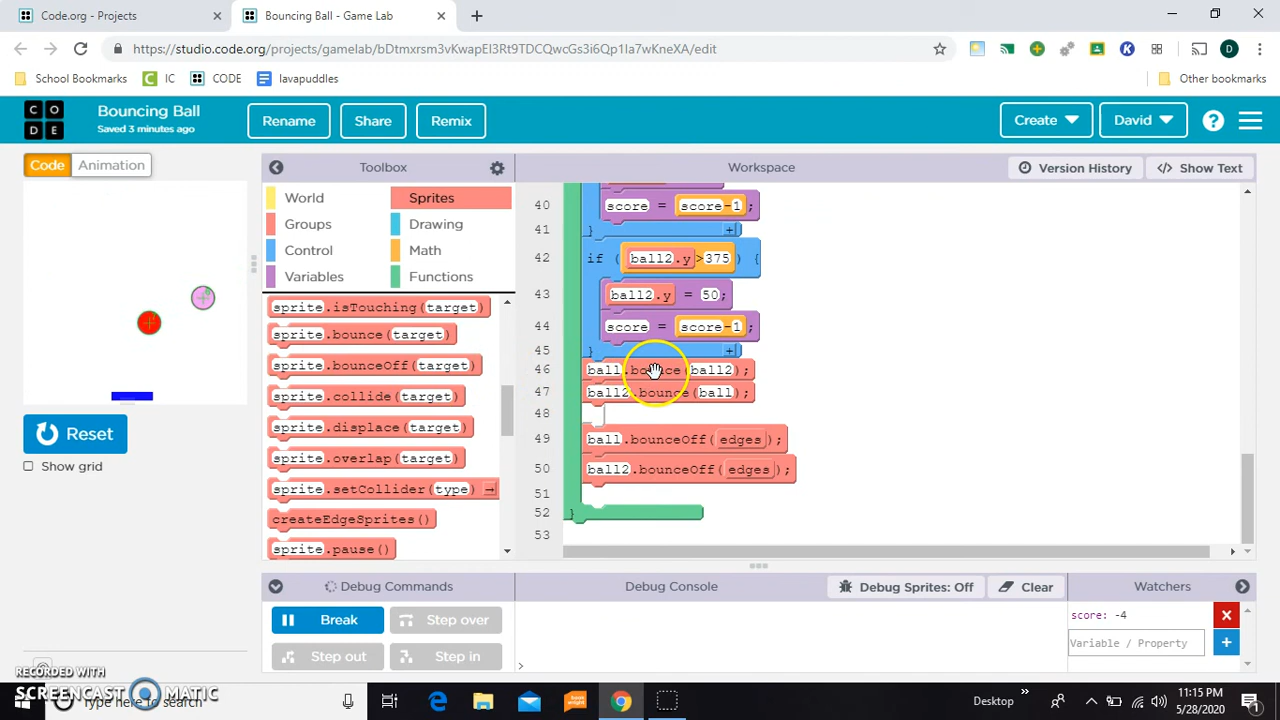 Code.org - Projects
Bouncing Ball - Game Lab
https://studio.code.org/projects/gamelab/bDtmxrsm3vKwapEl3Rt9TDCQwcGs3i6Qp1Ia7wKneXA/edit
D
School Bookmarks
IC
CODE
lavapuddles
Other bookmarks
C O
D E
Bouncing Ball
Saved 3 minutes ago
Rename
Share
Remix
Create
David
?
Code
Animation
Toolbox
Workspace
Version History
</> Show Text
World
Sprites
Groups
Drawing
Control
Math
Variables
Functions
sprite.isTouching(target)
sprite.bounce(target)
sprite.bounceOff(target)
sprite.collide(target)
sprite.displace(target)
sprite.overlap(target)
sprite.setCollider(type)
createEdgeSprites()
sprite.pause()
40 score = score-1;
41 }
42 if (ball2.y>375) {
43 ball2.y = 50;
44 score = score-1;
45 }
46 ball.bounce(ball2);
47 ball2.bounce(ball);
48
49 ball.bounceOff(edges);
50 ball2.bounceOff(edges);
51
52 }
53
Reset
Show grid
Debug Commands
Debug Console
Debug Sprites: Off
Clear
Watchers
Break
Step over
Step out
Step in
score: -4
Variable / Property
>
RECORDED WITH
SCREENCAST MATIC
Type here to search
Desktop
11:15 PM
5/28/2020